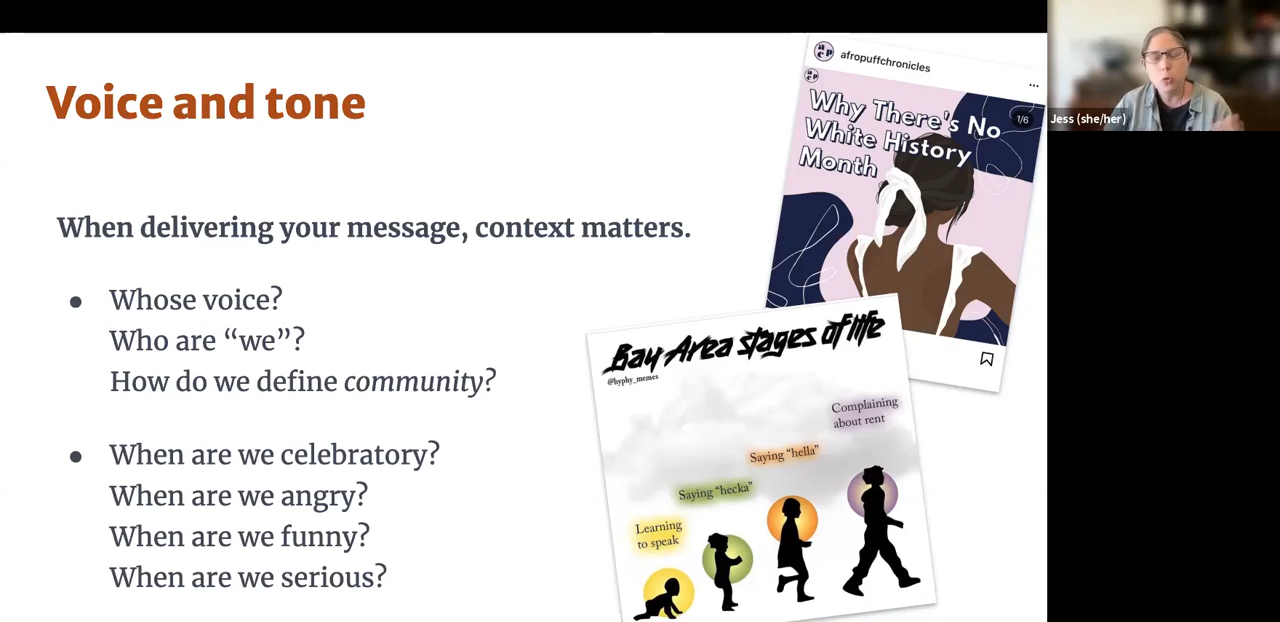 Voice and tone
When delivering your message, context matters.
● Whose voice?
Who are “we”?
How do we define community?
● When are we celebratory?
When are we angry?
When are we funny?
When are we serious?
acp
afropuffchronicles
...
acp
Why There's No
White History
Month
1/6
Bay Area stages of life
@hyphy_memes
Learning
to speak
Saying “hecka”
Saying “hella”
Complaining
about rent
Jess (she/her)